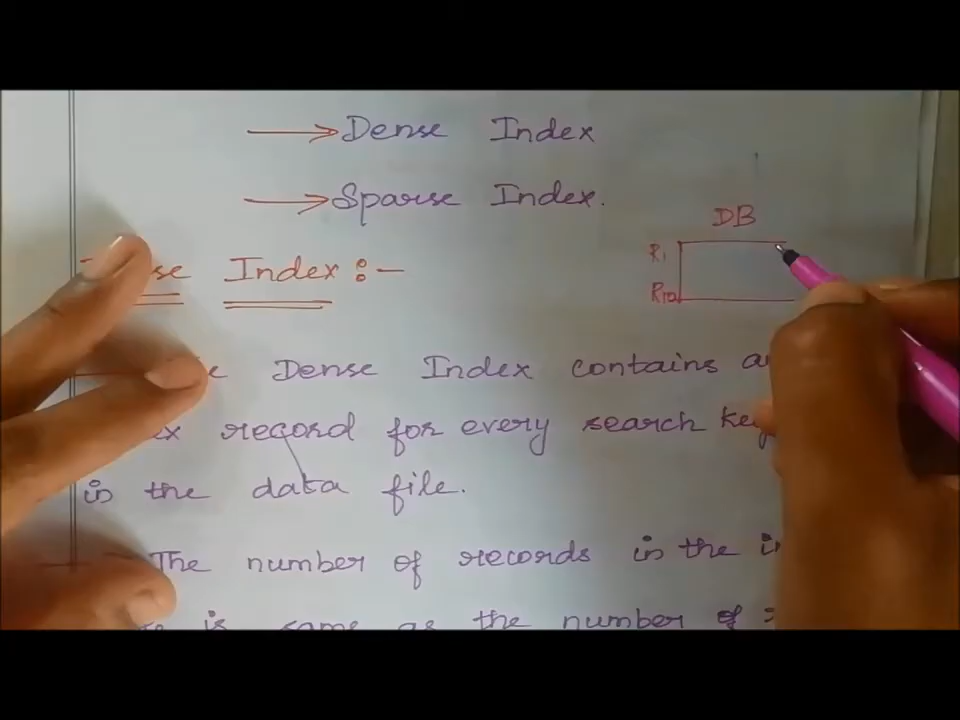 → Dense Index
→ Sparse Index.
DB
R1
Index :-
R10
Dense Index contains
record for every search key
in the data file.
The number of records in the
is same as the number of